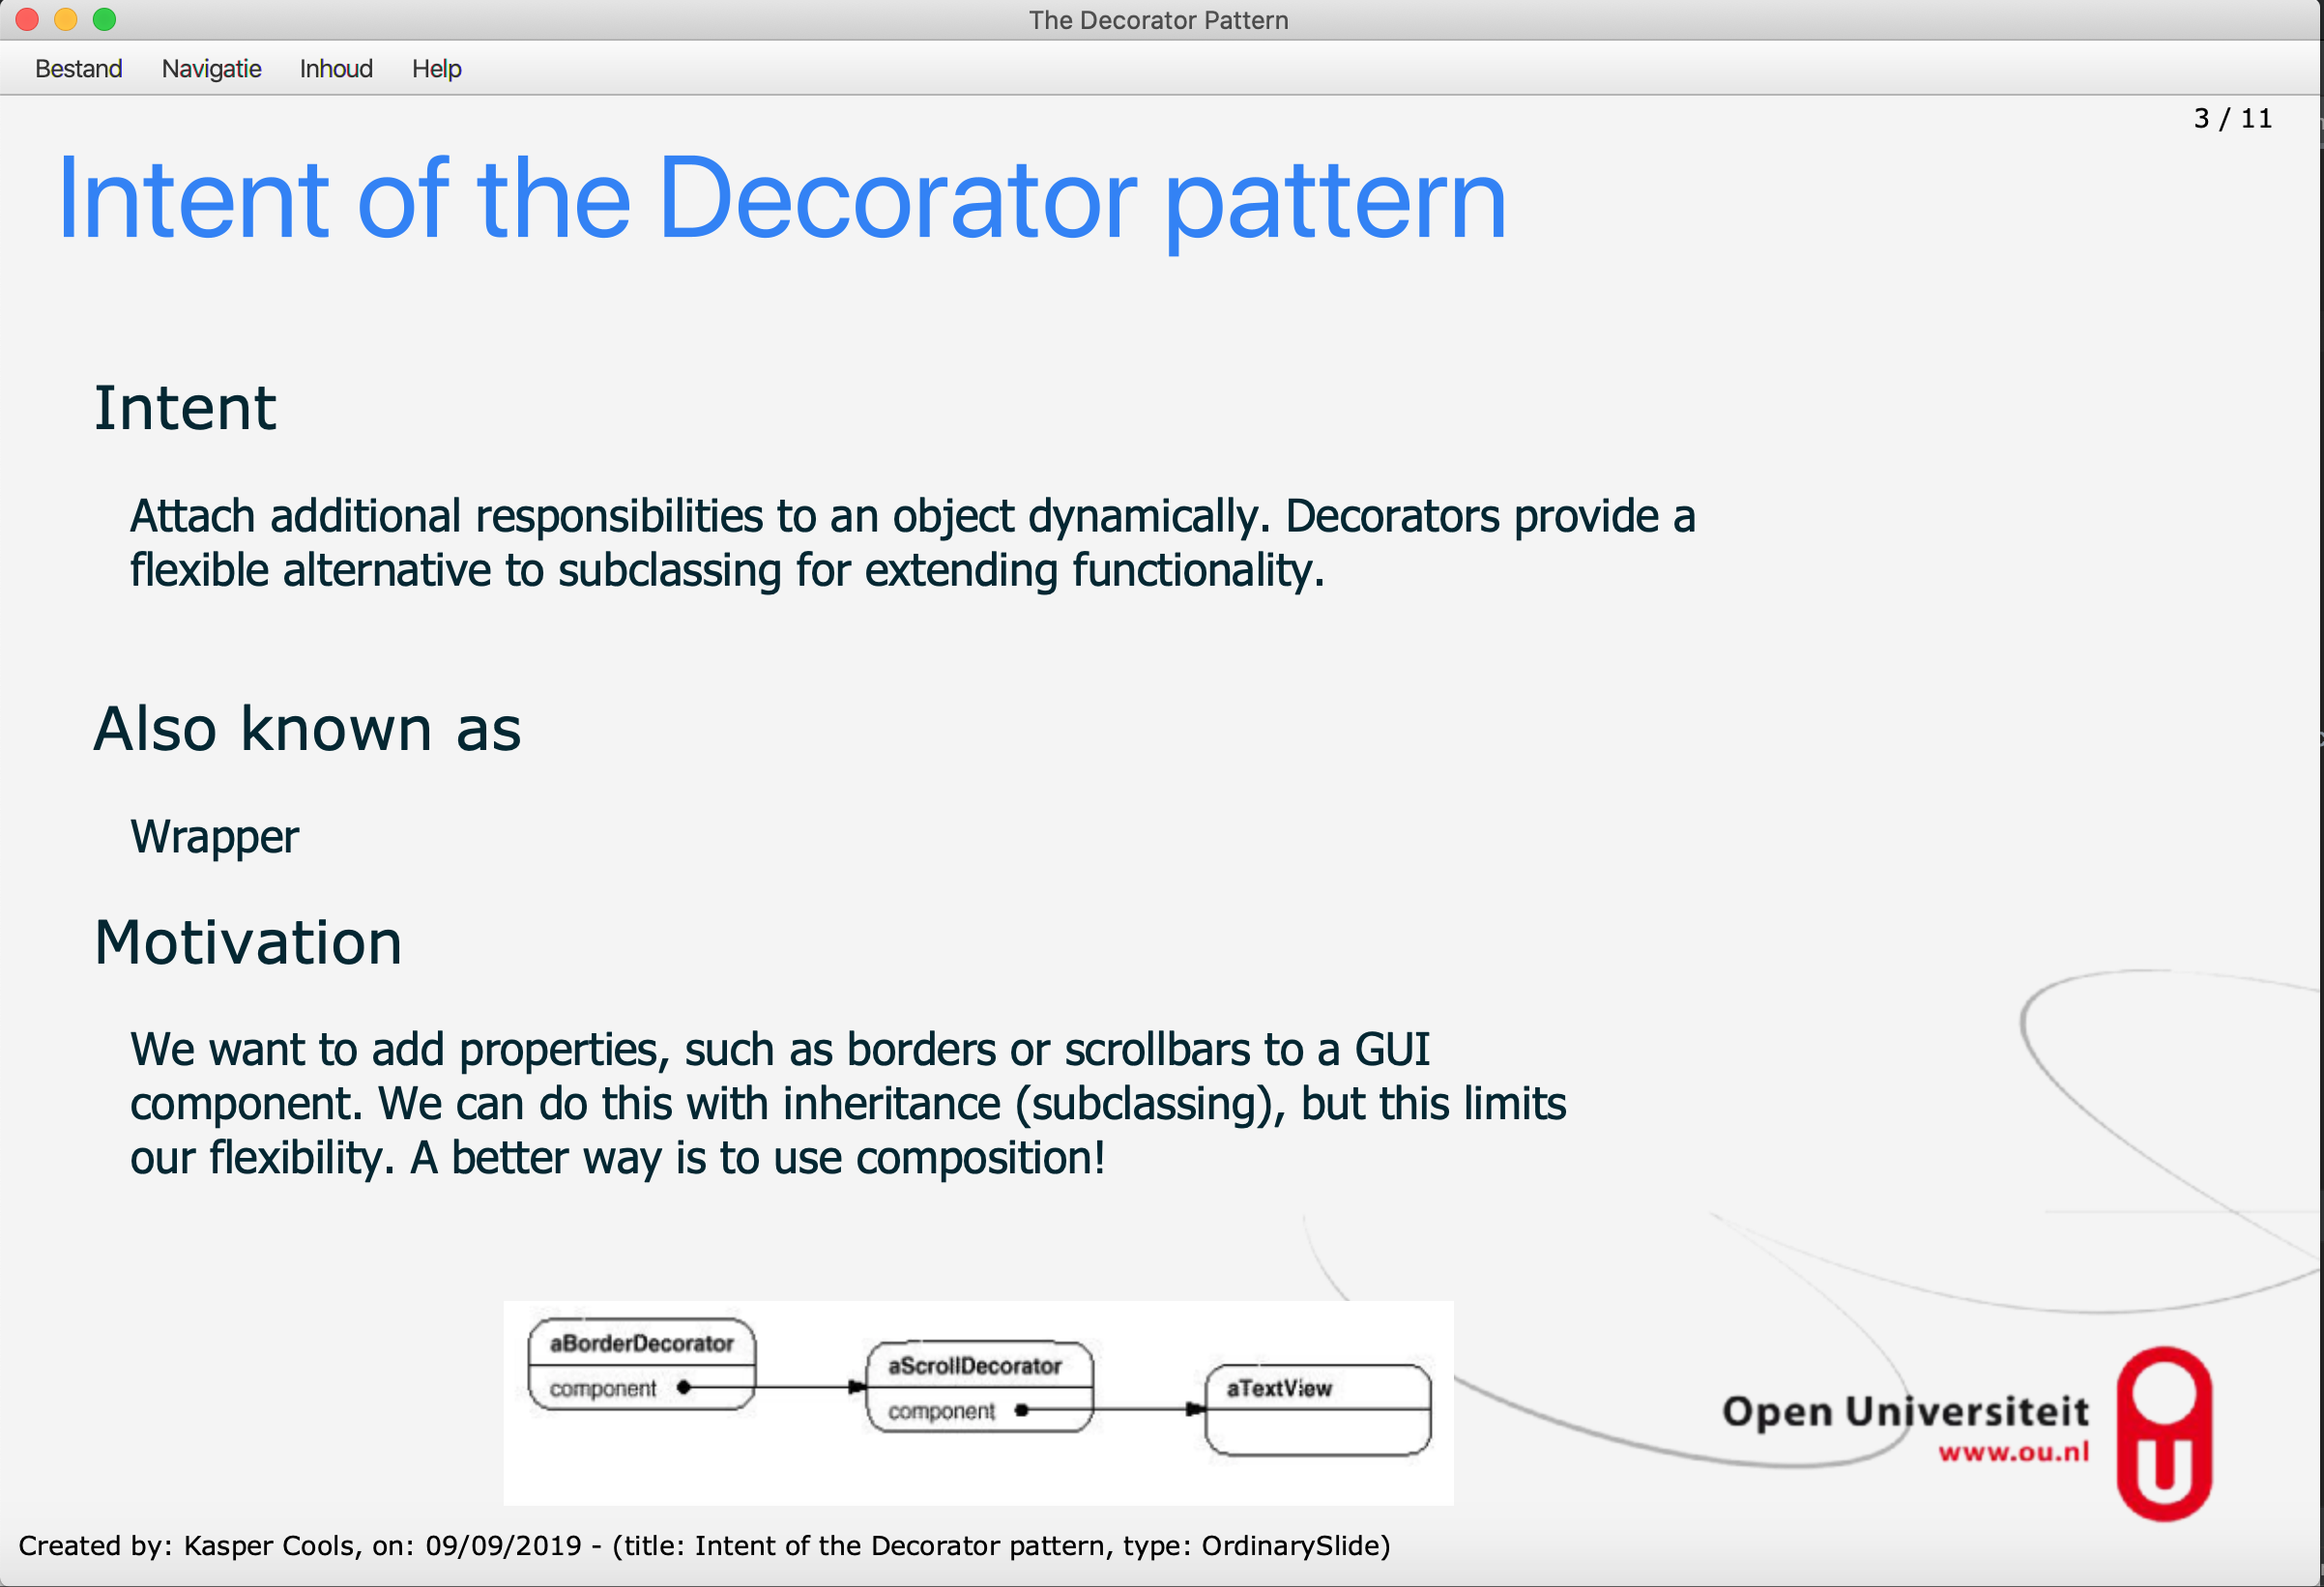 The Decorator Pattern
Bestand Navigatie Inhoud Help
3 / 11
Intent of the Decorator pattern
Intent
Attach additional responsibilities to an object dynamically. Decorators provide a
flexible alternative to subclassing for extending functionality.
Also known as
Wrapper
Motivation
We want to add properties, such as borders or scrollbars to a GUI
component. We can do this with inheritance (subclassing), but this limits
our flexibility. A better way is to use composition!
aBorderDecorator
component
aScrollDecorator
component
aTextView
Open Universiteit
www.ou.nl
Created by: Kasper Cools, on: 09/09/2019 - (title: Intent of the Decorator pattern, type: OrdinarySlide)